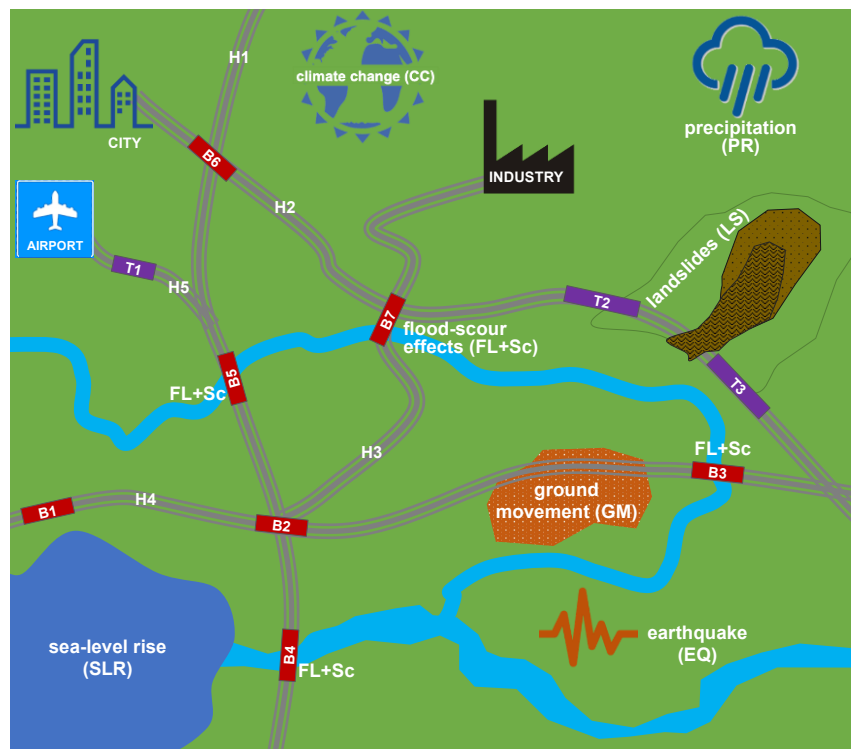 H1
climate change (CC)
precipitation
(PR)
CITY
B6
INDUSTRY
H2
AIRPORT
T1
H5
landslides (LS)
T2
B7
flood-scour
effects (FL+Sc)
B5
FL+Sc
T3
H3
FL+Sc
B3
H4
B1
B2
ground
movement (GM)
sea-level rise
(SLR)
B4
FL+Sc
earthquake
(EQ)